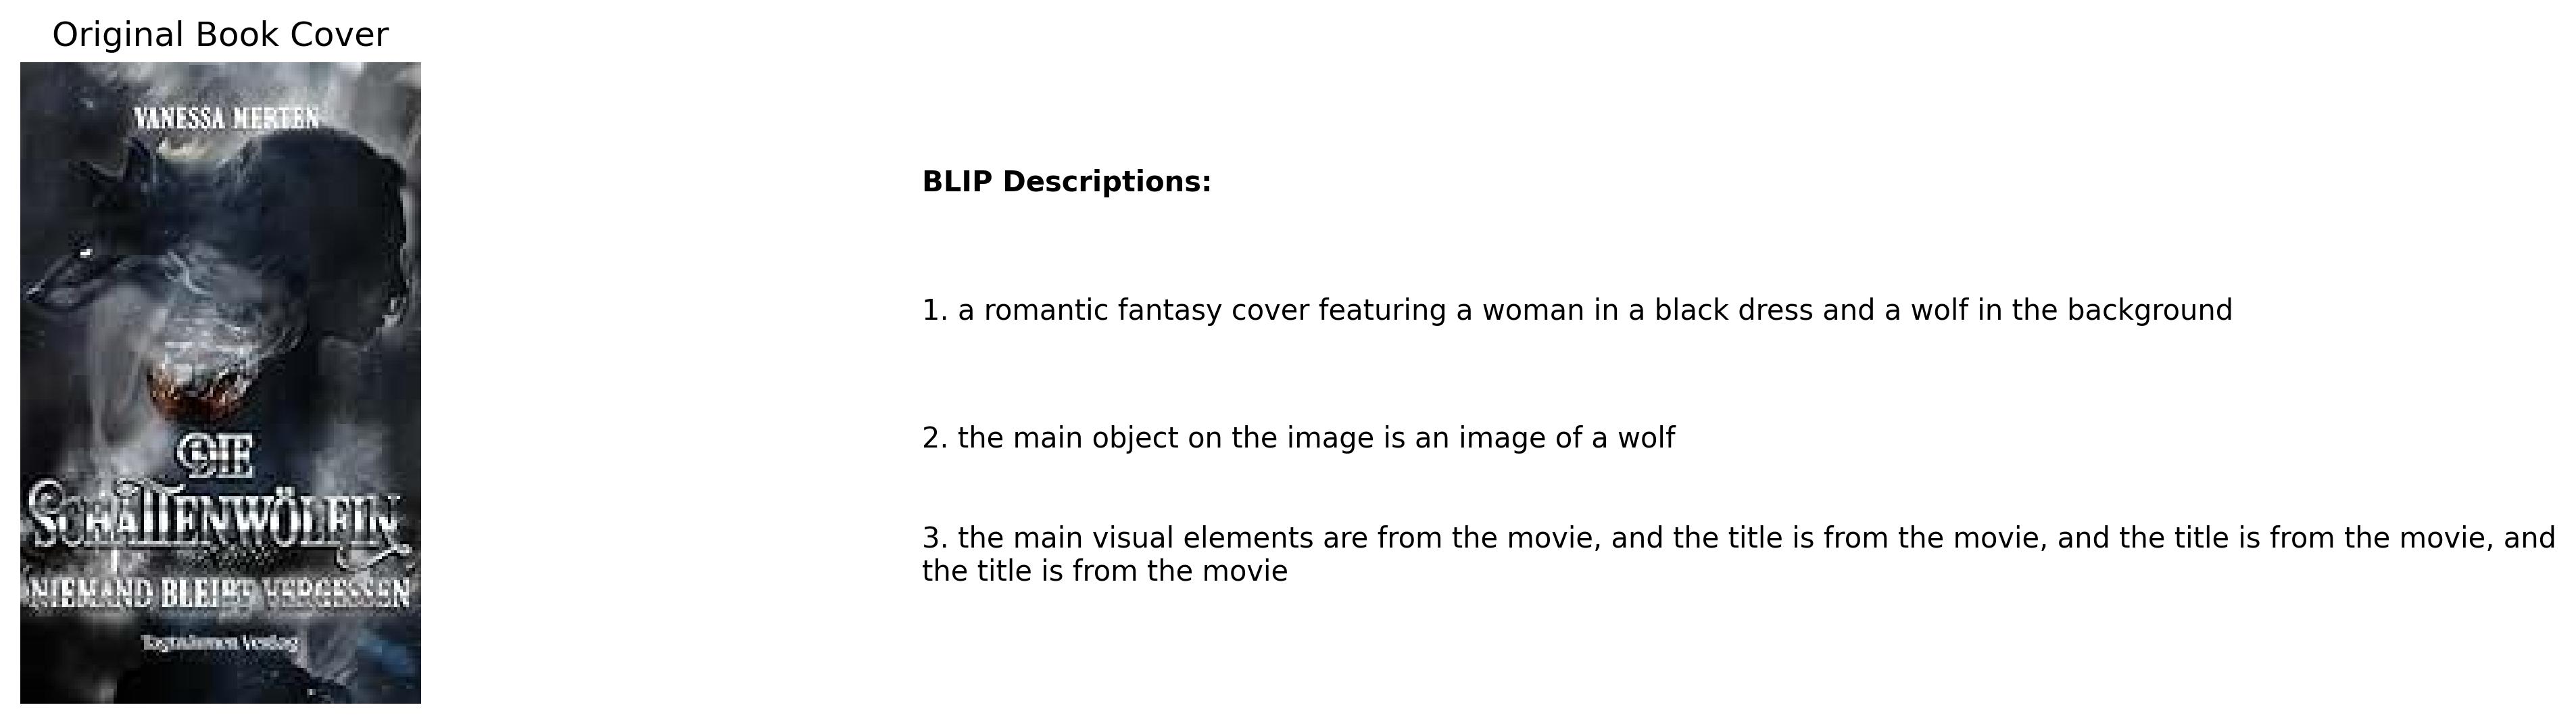 Original Book Cover
VANESSA MERTEN
DIE
SCHATTENWÖLFIN
NIEMAND BLEIBT VERGESSEN
Tagträumen Verlag
BLIP Descriptions:
1. a romantic fantasy cover featuring a woman in a black dress and a wolf in the background
2. the main object on the image is an image of a wolf
3. the main visual elements are from the movie, and the title is from the movie, and the title is from the movie, and
the title is from the movie